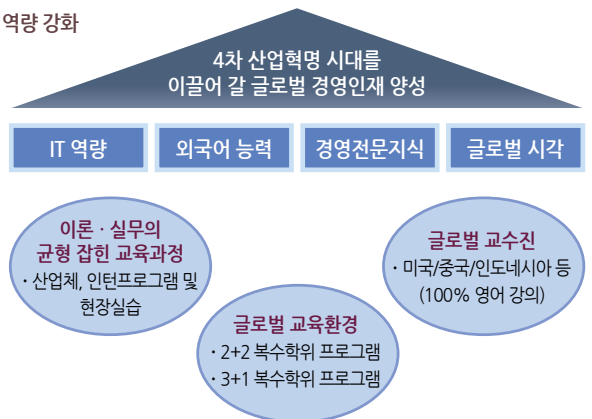 역량 강화
4차 산업혁명 시대를
이끌어 갈 글로벌 경영인재 양성
IT 역량
외국어 능력
경영전문지식
글로벌 시각
이론 · 실무의
균형 잡힌 교육과정
· 산업체, 인턴프로그램 및
현장실습
글로벌 교육환경
· 2+2 복수학위 프로그램
· 3+1 복수학위 프로그램
글로벌 교수진
· 미국/중국/인도네시아 등
(100% 영어 강의)